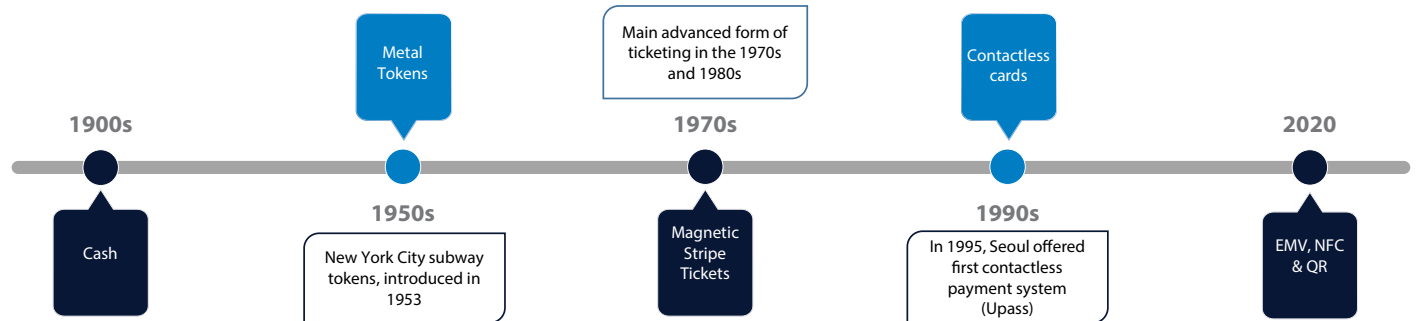 1900s
Cash
Metal
Tokens
1950s
New York City subway
tokens, introduced in
1953
Main advanced form of
ticketing in the 1970s
and 1980s
1970s
Magnetic
Stripe
Tickets
Contactless
cards
1990s
In 1995, Seoul offered
first contactless
payment system
(Upass)
2020
EMV, NFC
& QR